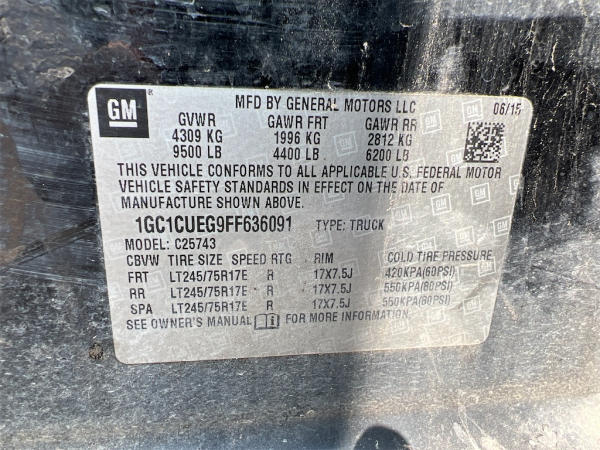 GM
MFD BY GENERAL MOTORS LLC 06/15
GVWR GAWR FRT GAWR RR
4309 KG 1996 KG 2812 KG
9500 LB 4400 LB 6200 LB
THIS VEHICLE CONFORMS TO ALL APPLICABLE U.S. FEDERAL MOTOR
VEHICLE SAFETY STANDARDS IN EFFECT ON THE DATE OF
MANUFACTURE SHOWN ABOVE.
1GC1CUEG9FF636091 TYPE: TRUCK
MODEL: C25743
CBVW TIRE SIZE SPEED RTG RIM COLD TIRE PRESSURE
FRT LT245/75R17E R 17X7.5J 420KPA(60PSI)
RR LT245/75R17E R 17X7.5J 550KPA(80PSI)
SPA LT245/75R17E R 17X7.5J 550KPA(80PSI)
SEE OWNER'S MANUAL FOR MORE INFORMATION